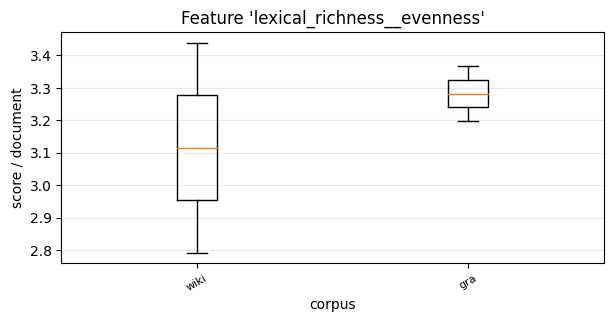 Feature 'lexical_richness__evenness'
score / document
3.4
3.3
3.2
3.1
3.0
2.9
2.8
wiki
gra
corpus